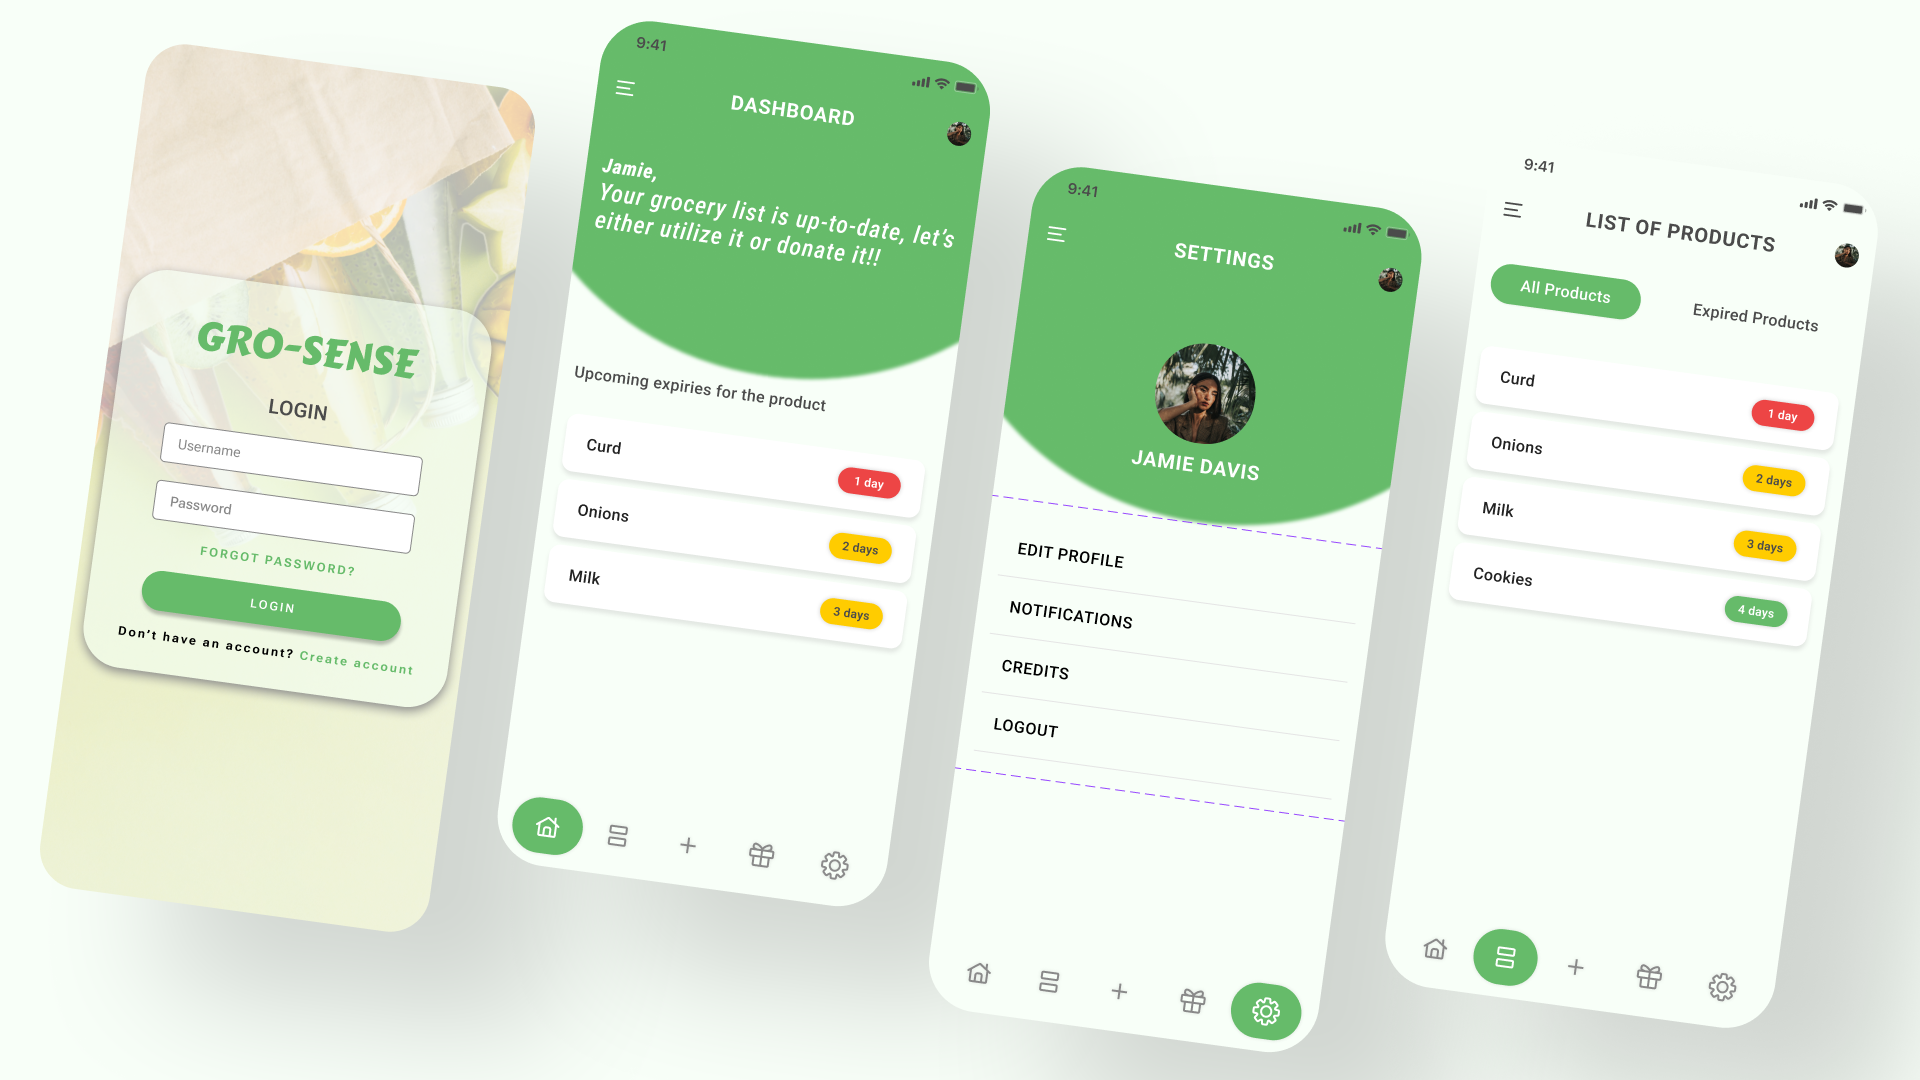 GRO-SENSE
LOGIN
Username
Password
FORGOT PASSWORD?
LOGIN
Don’t have an account? Create account
9:41
DASHBOARD
Jamie,
Your grocery list is up-to-date, let’s
either utilize it or donate it!!
Upcoming expiries for the product
Curd
1 day
Onions
2 days
Milk
3 days
9:41
SETTINGS
JAMIE DAVIS
EDIT PROFILE
NOTIFICATIONS
CREDITS
LOGOUT
9:41
LIST OF PRODUCTS
All Products
Expired Products
Curd
1 day
Onions
2 days
Milk
3 days
Cookies
4 days